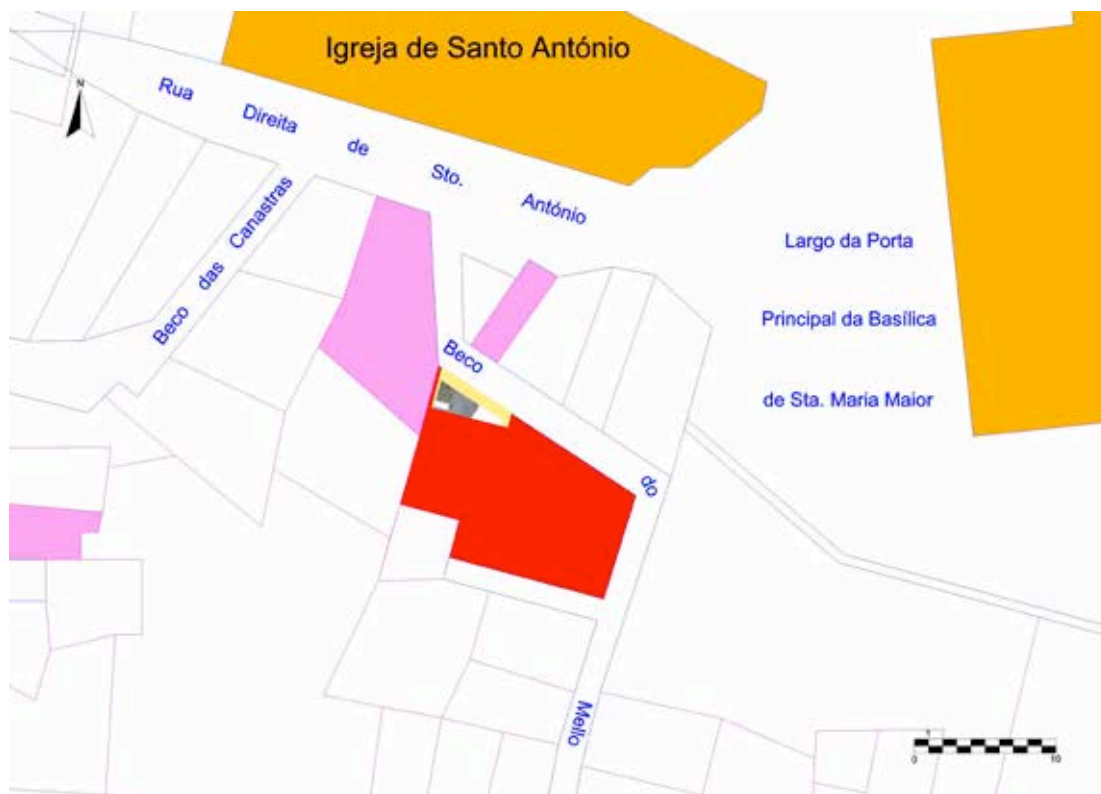 Igreja de Santo António
Rua Direita de Sto. António
N
Beco das Canastras
Largo da Porta
Principal da Basílica
de Sta. Maria Maior
Beco do Mello
0 10